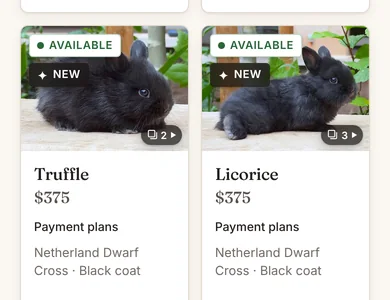 AVAILABLE
NEW
2
Truffle
$375
Payment plans
Netherland Dwarf
Cross · Black coat
AVAILABLE
NEW
3
Licorice
$375
Payment plans
Netherland Dwarf
Cross · Black coat